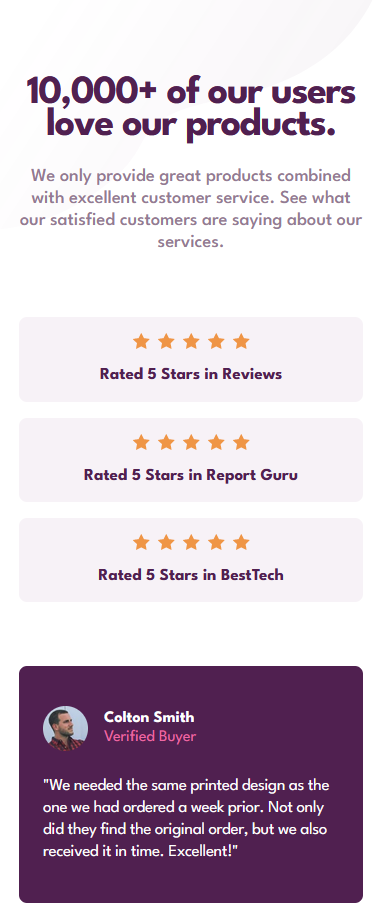 10,000+ of our users
love our products.
We only provide great products combined
with excellent customer service. See what
our satisfied customers are saying about our
services.
Rated 5 Stars in Reviews
Rated 5 Stars in Report Guru
Rated 5 Stars in BestTech
Colton Smith
Verified Buyer
"We needed the same printed design as the
one we had ordered a week prior. Not only
did they find the original order, but we also
received it in time. Excellent!"